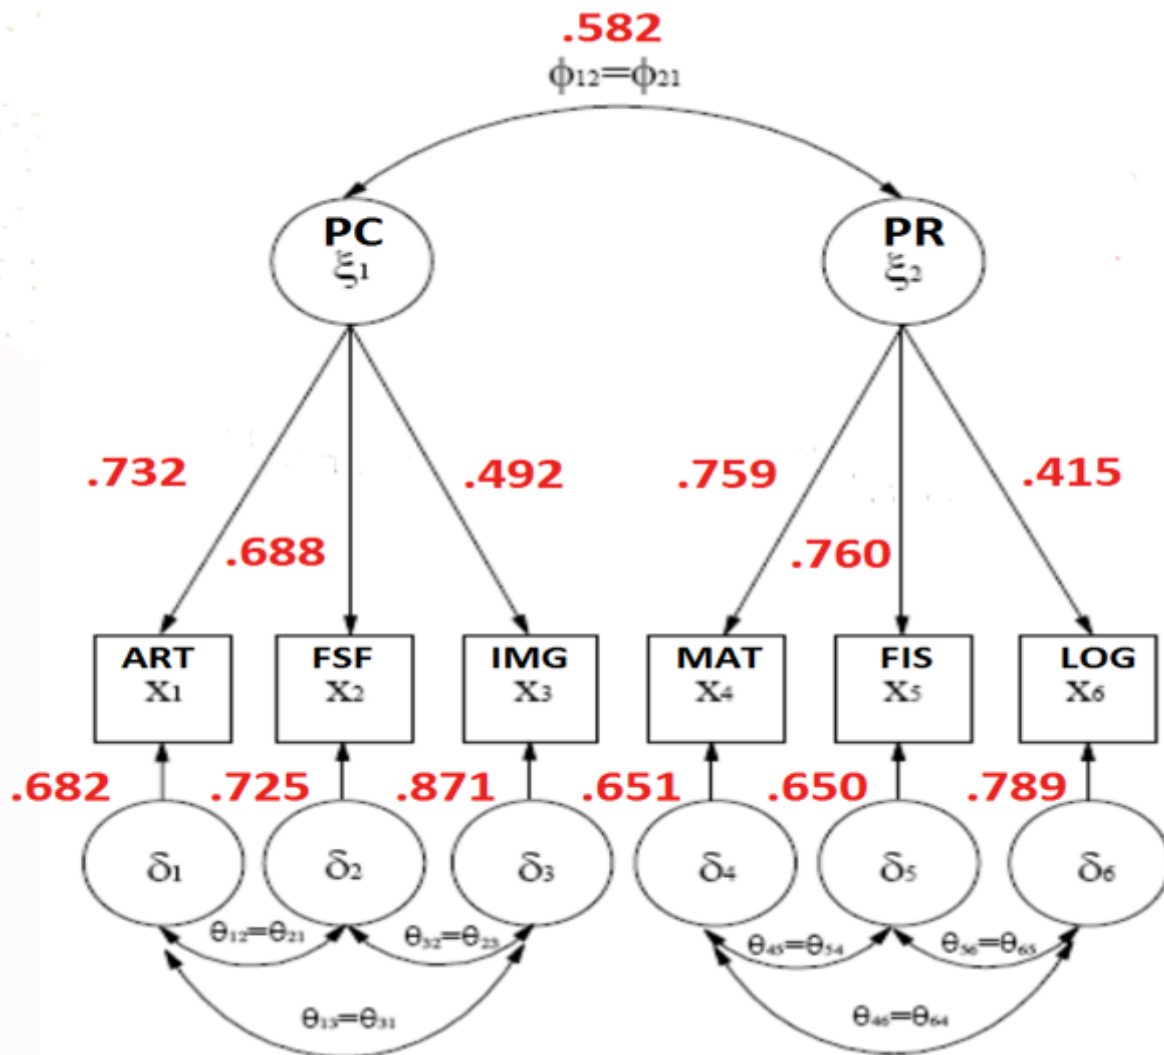 .582
ϕ12=ϕ21
PC PR
ξ1 ξ2
.732 .492 .759 .415
.688 .760
ART FSF IMG MAT FIS LOG
X1 X2 X3 X4 X5 X6
.682 .725 .871 .651 .650 .789
δ1 δ2 δ3 δ4 δ5 δ6
θ12=θ21 θ32=θ23 θ45=θ54 θ56=θ65
θ13=θ31 θ46=θ64